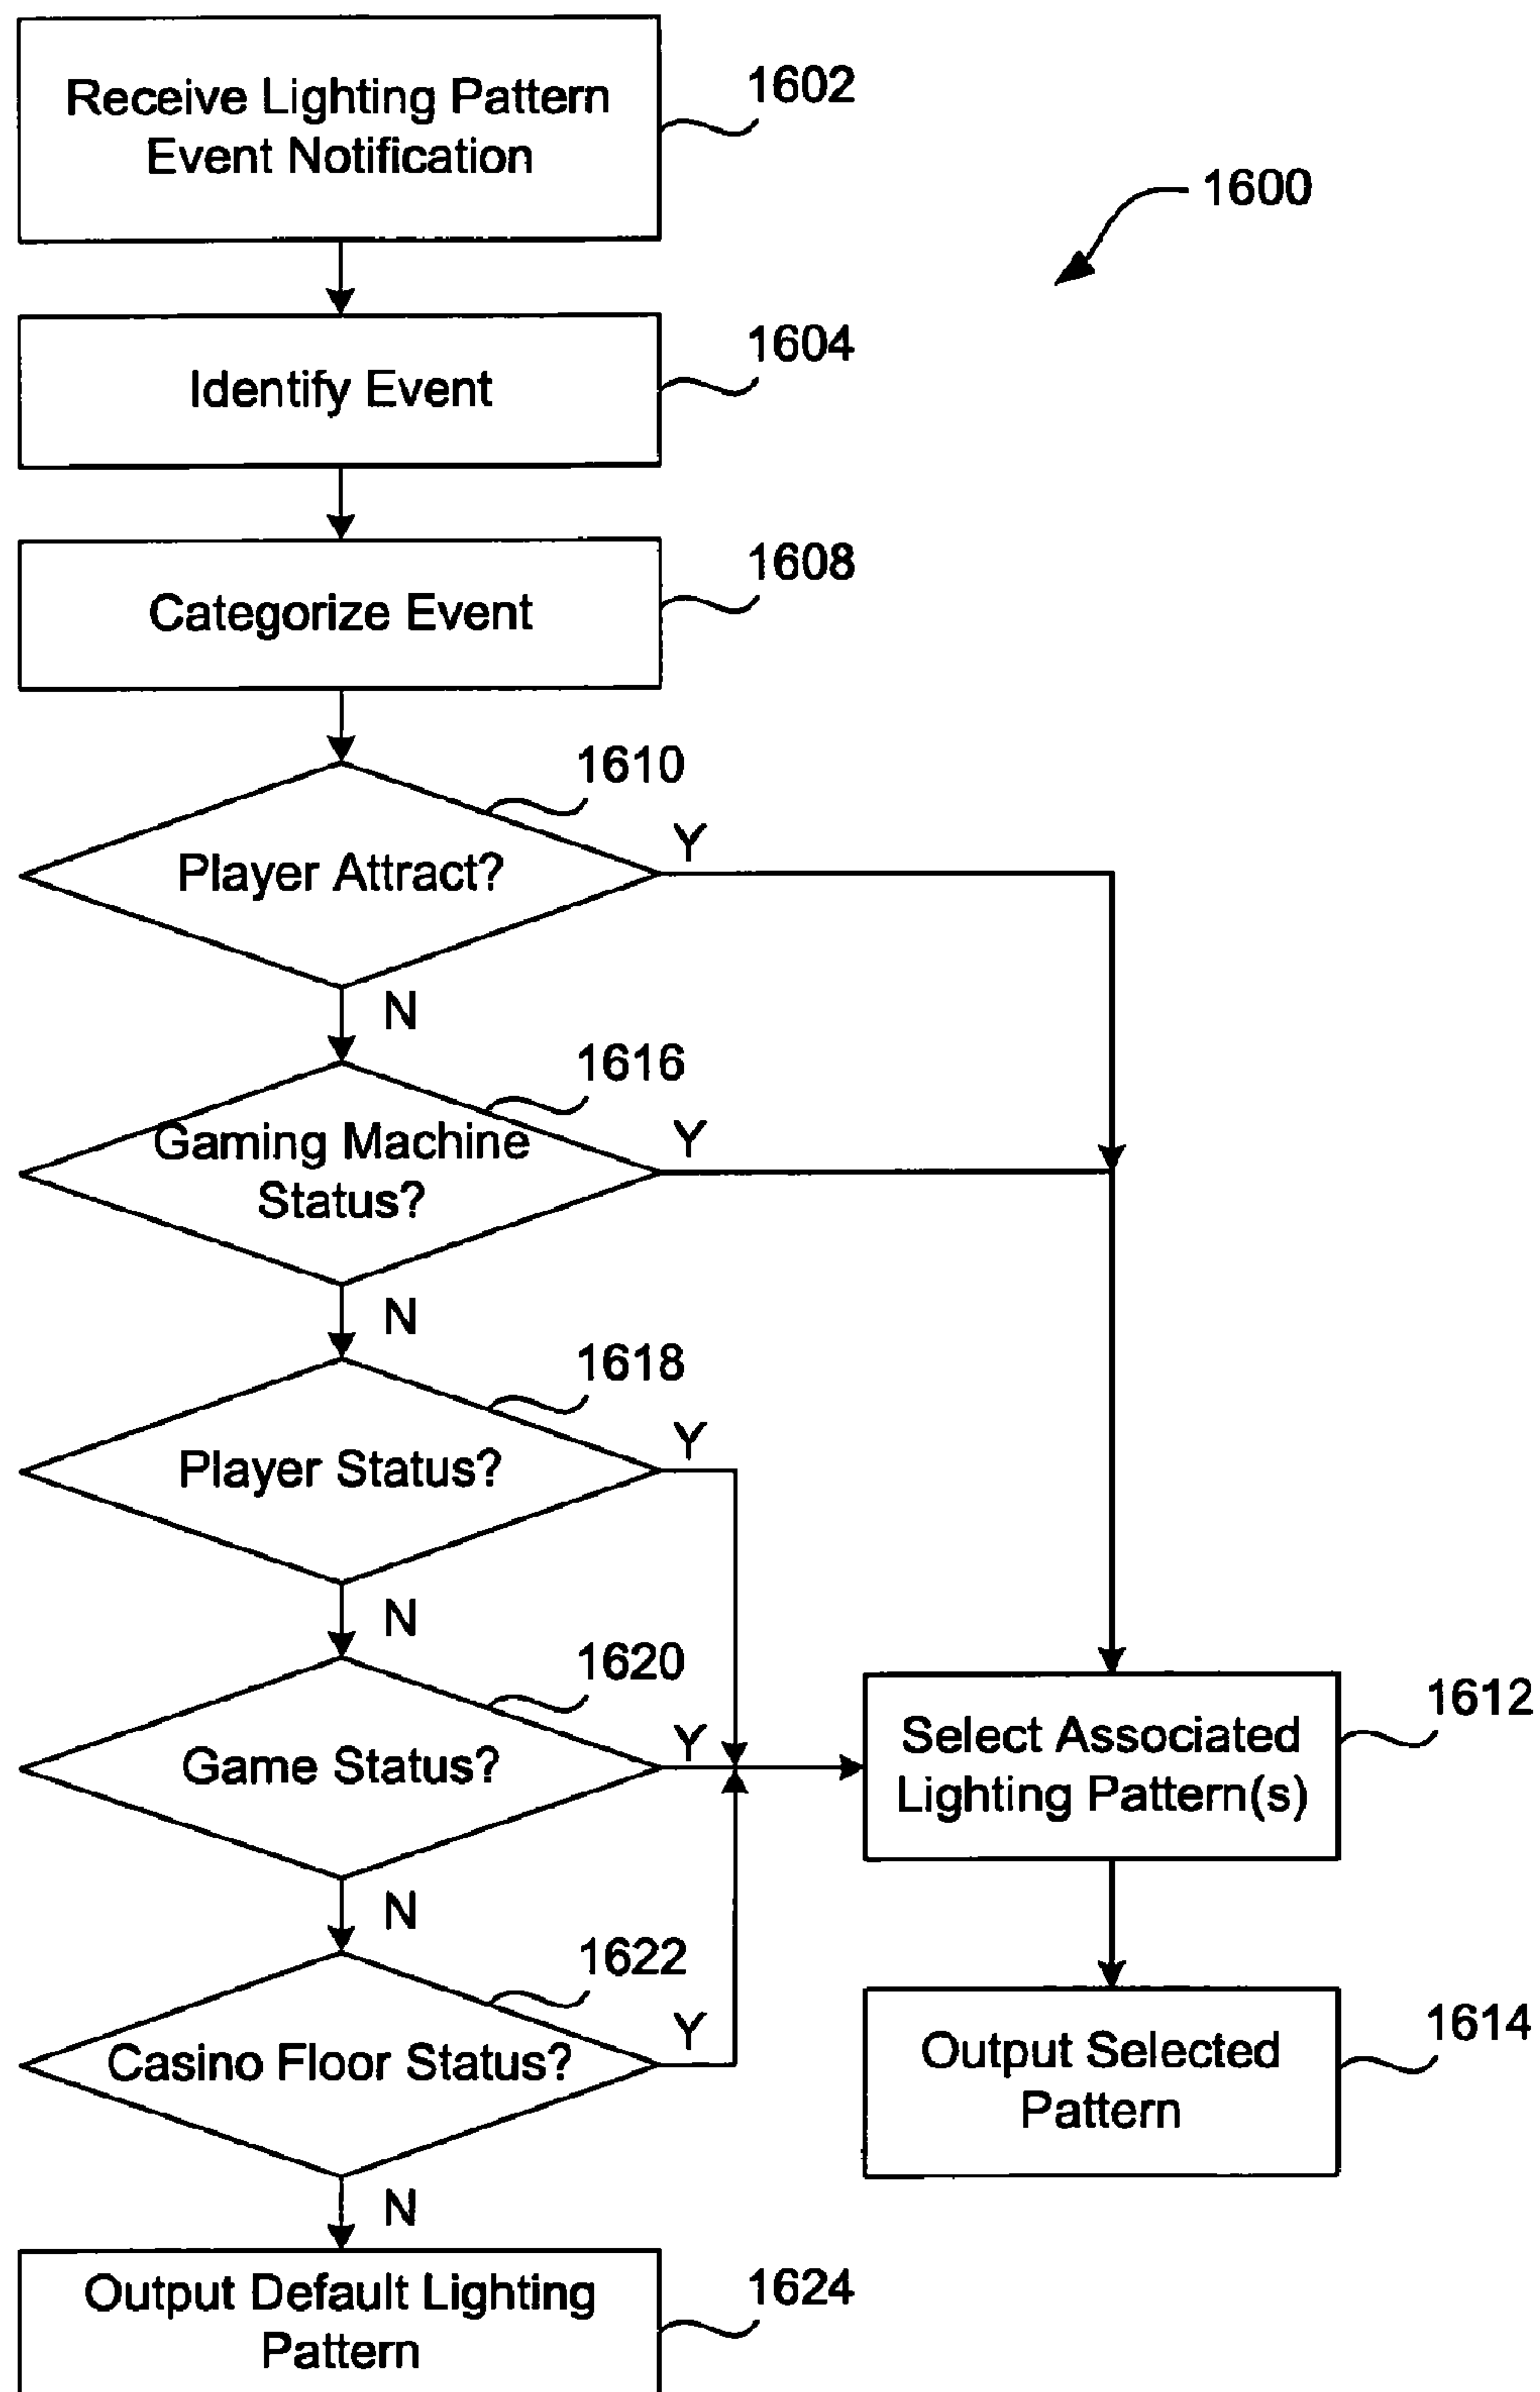 Receive Lighting Pattern
Event Notification
1602
1600
Identify Event
1604
Categorize Event
1608
1610
Player Attract?
Y
N
1616
Gaming Machine
Status?
Y
N
1618
Player Status?
Y
N
1620
Game Status?
Y
N
1622
Casino Floor Status?
Y
N
Select Associated
Lighting Pattern(s)
1612
Output Selected
Pattern
1614
Output Default Lighting
Pattern
1624